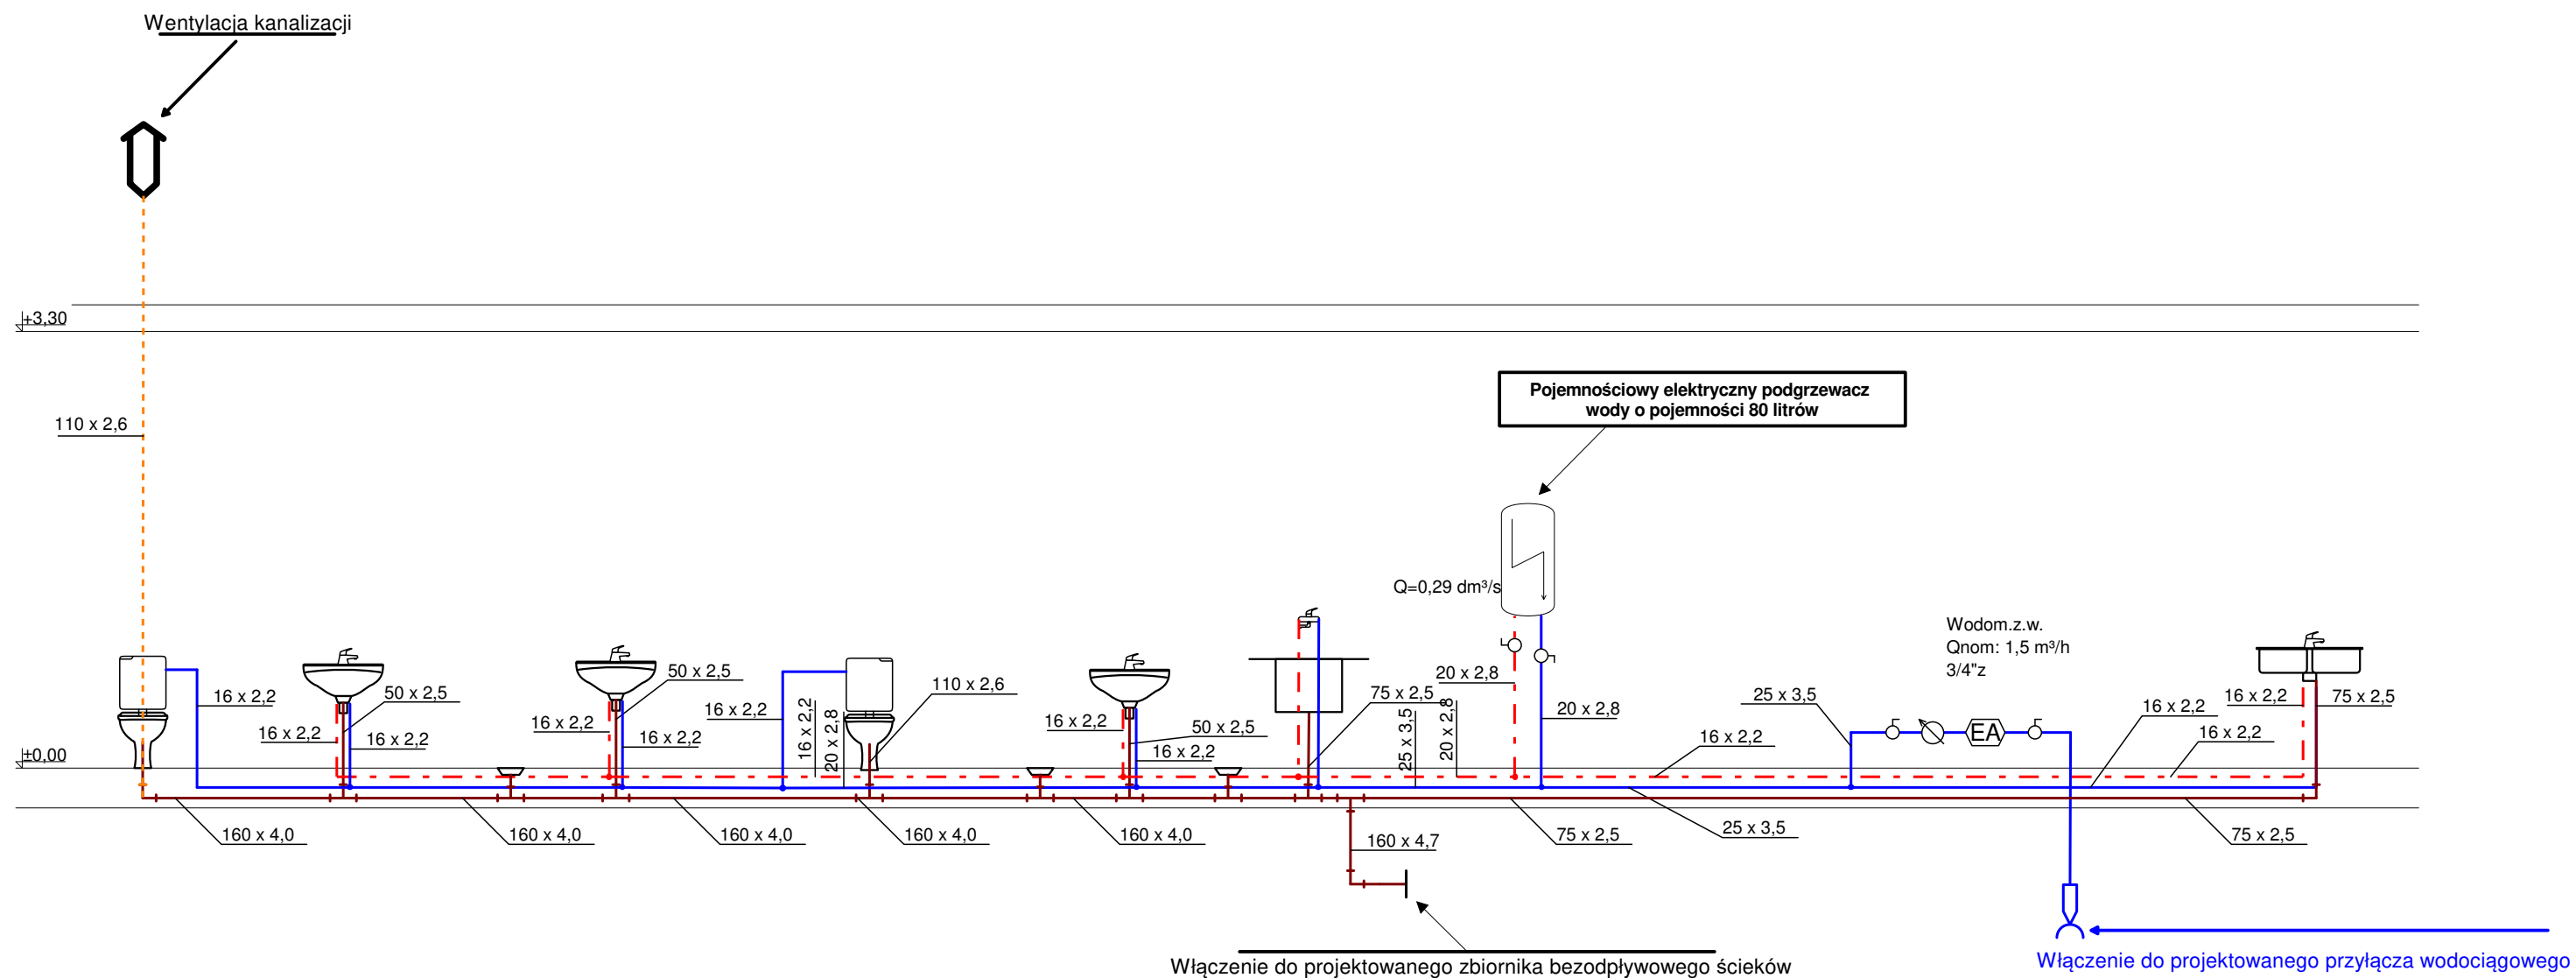 Wentylacja kanalizacji
+3,30
110 x 2,6
Pojemnościowy elektryczny podgrzewacz
wody o pojemności 80 litrów
Q=0,29 dm³/s
Wodom.z.w.
Qnom: 1,5 m³/h
3/4"z
±0,00
16 x 2,2
16 x 2,2
50 x 2,5
16 x 2,2
16 x 2,2
50 x 2,5
16 x 2,2
16 x 2,2
16 x 2,2
20 x 2,8
110 x 2,6
16 x 2,2
50 x 2,5
16 x 2,2
75 x 2,5
25 x 3,5
20 x 2,8
20 x 2,8
20 x 2,8
16 x 2,2
25 x 3,5
EA
16 x 2,2
16 x 2,2
16 x 2,2
75 x 2,5
160 x 4,0
160 x 4,0
160 x 4,0
160 x 4,0
160 x 4,0
160 x 4,7
75 x 2,5
25 x 3,5
75 x 2,5
Włączenie do projektowanego zbiornika bezodpływowego ścieków
Włączenie do projektowanego przyłącza wodociągowego